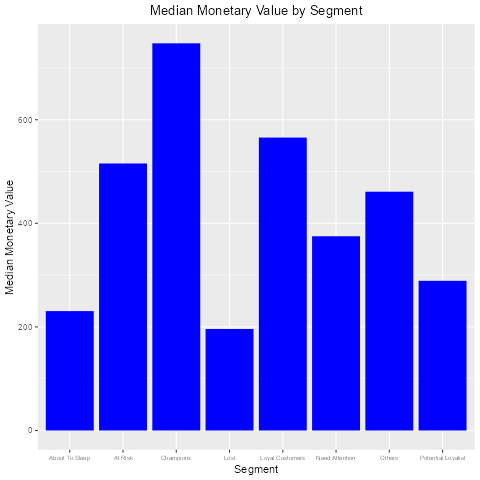 Median Monetary Value by Segment
Median Monetary Value
600
400
200
0
About To Sleep At Risk Champions Lost Loyal Customers Need Attention Others Potential Loyalist
Segment